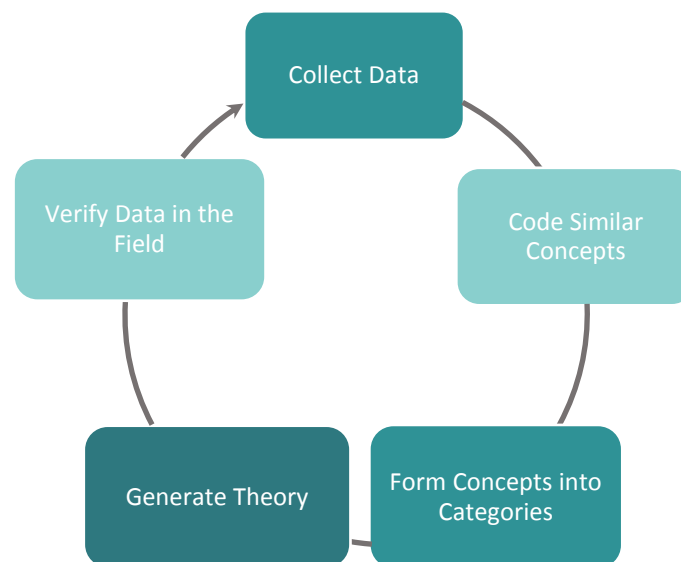 Collect Data
Code Similar
Concepts
Form Concepts into
Categories
Generate Theory
Verify Data in the
Field